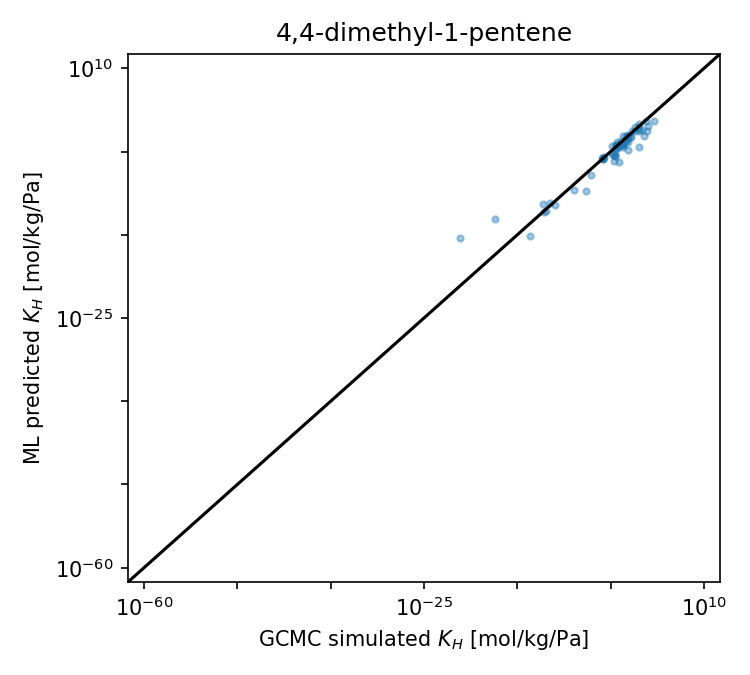 4,4-dimethyl-1-pentene
10^10
10^-25
10^-60
ML predicted K_H [mol/kg/Pa]
10^-60 10^-25 10^10
GCMC simulated K_H [mol/kg/Pa]